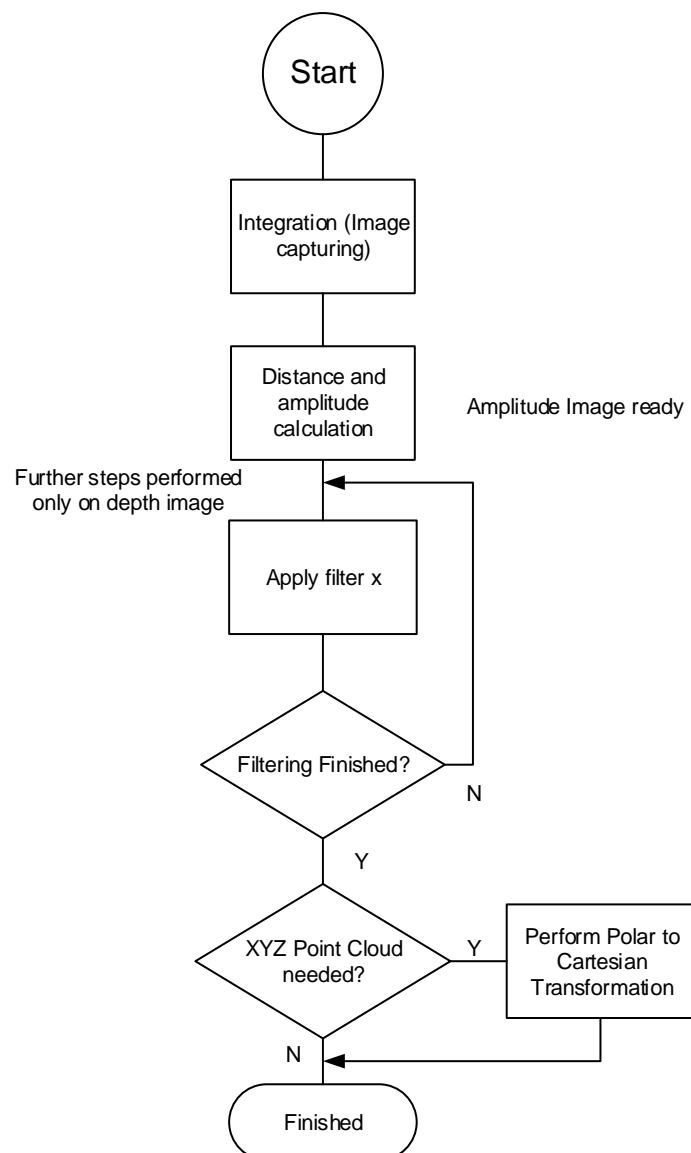 Start
Integration (Image
capturing)
Distance and
amplitude
calculation
Amplitude Image ready
Further steps performed
only on depth image
Apply filter x
Filtering Finished?
N
Y
XYZ Point Cloud
needed?
Y
Perform Polar to
Cartesian
Transformation
N
Finished